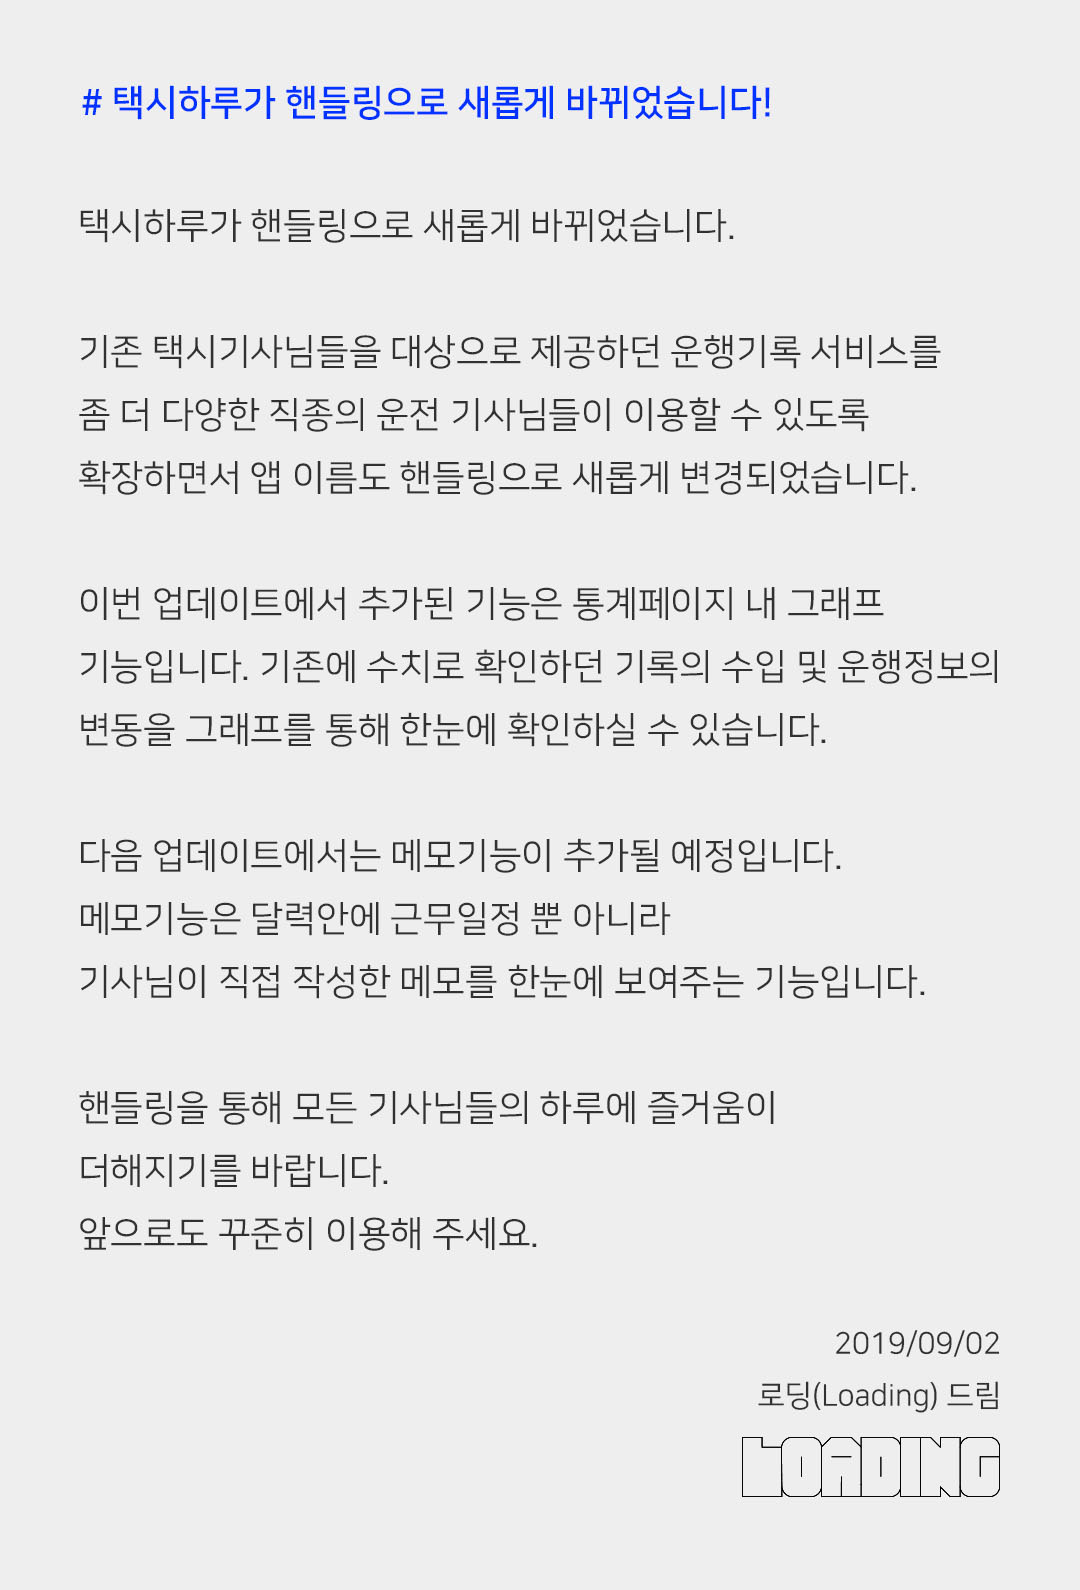 # 택시하루가 핸들링으로 새롭게 바뀌었습니다!
택시하루가 핸들링으로 새롭게 바뀌었습니다.
기존 택시기사님들을 대상으로 제공하던 운행기록 서비스를
좀 더 다양한 직종의 운전 기사님들이 이용할 수 있도록
확장하면서 앱 이름도 핸들링으로 새롭게 변경되었습니다.
이번 업데이트에서 추가된 기능은 통계페이지 내 그래프
기능입니다. 기존에 수치로 확인하던 기록의 수입 및 운행정보의
변동을 그래프를 통해 한눈에 확인하실 수 있습니다.
다음 업데이트에서는 메모기능이 추가될 예정입니다.
메모기능은 달력안에 근무일정 뿐 아니라
기사님이 직접 작성한 메모를 한눈에 보여주는 기능입니다.
핸들링을 통해 모든 기사님들의 하루에 즐거움이
더해지기를 바랍니다.
앞으로도 꾸준히 이용해 주세요.
2019/09/02
로딩(Loading) 드림
LOADING